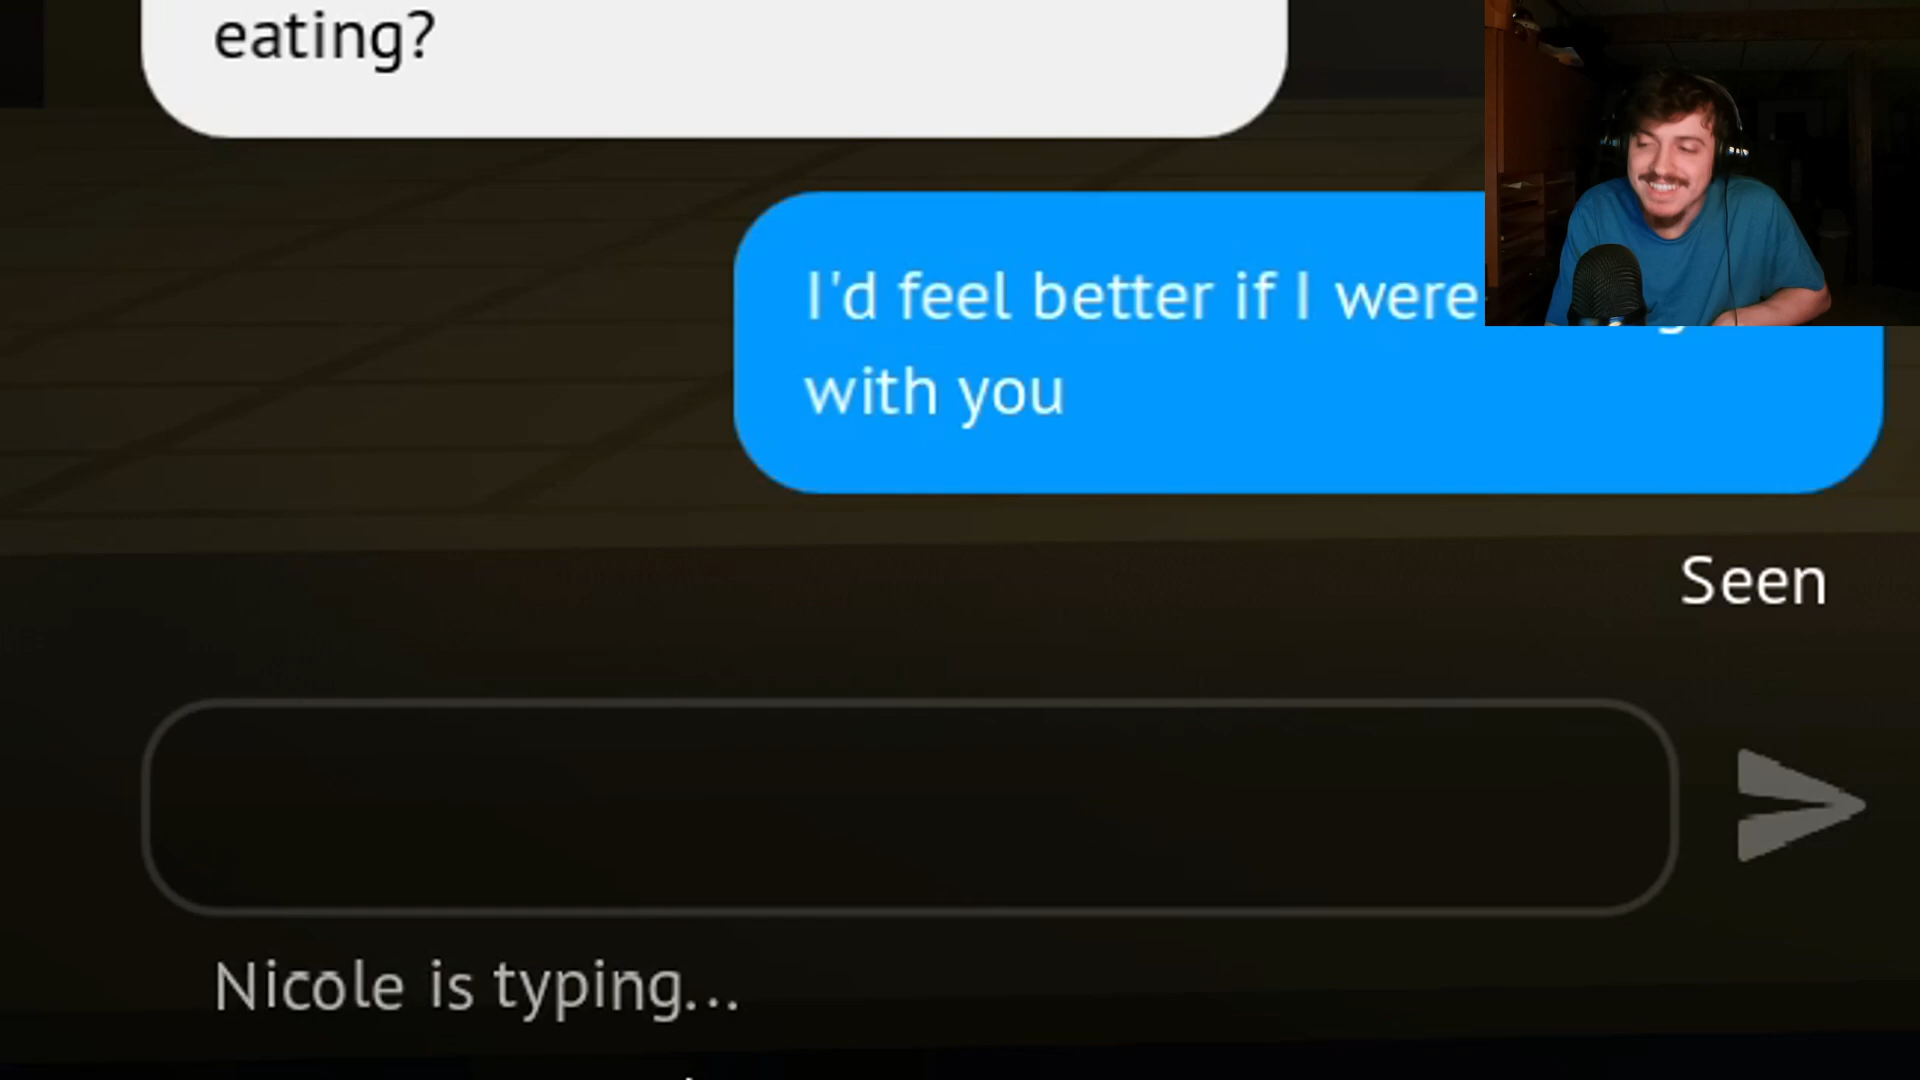 eating?
I'd feel better if I were
with you
Seen
Nicole is typing...